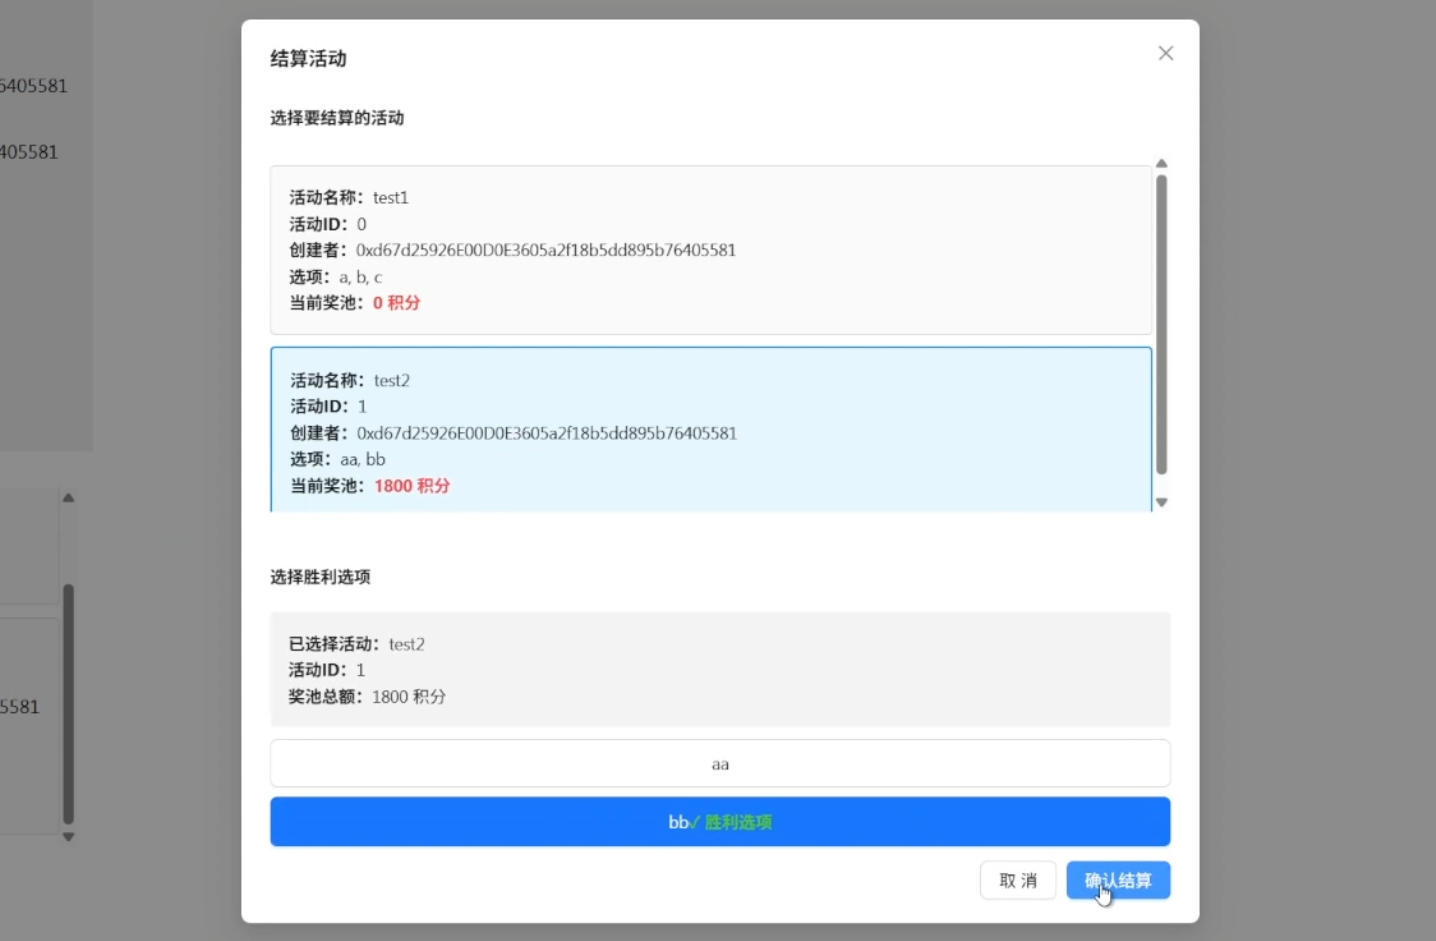 6405581
405581
5581
结算活动
选择要结算的活动
活动名称：test1
活动ID：0
创建者：0xd67d25926E00D0E3605a2f18b5dd895b76405581
选项：a, b, c
当前奖池：0 积分
活动名称：test2
活动ID：1
创建者：0xd67d25926E00D0E3605a2f18b5dd895b76405581
选项：aa, bb
当前奖池：1800 积分
选择胜利选项
已选择活动：test2
活动ID：1
奖池总额：1800 积分
aa
bb✓ 胜利选项
取 消
确认结算